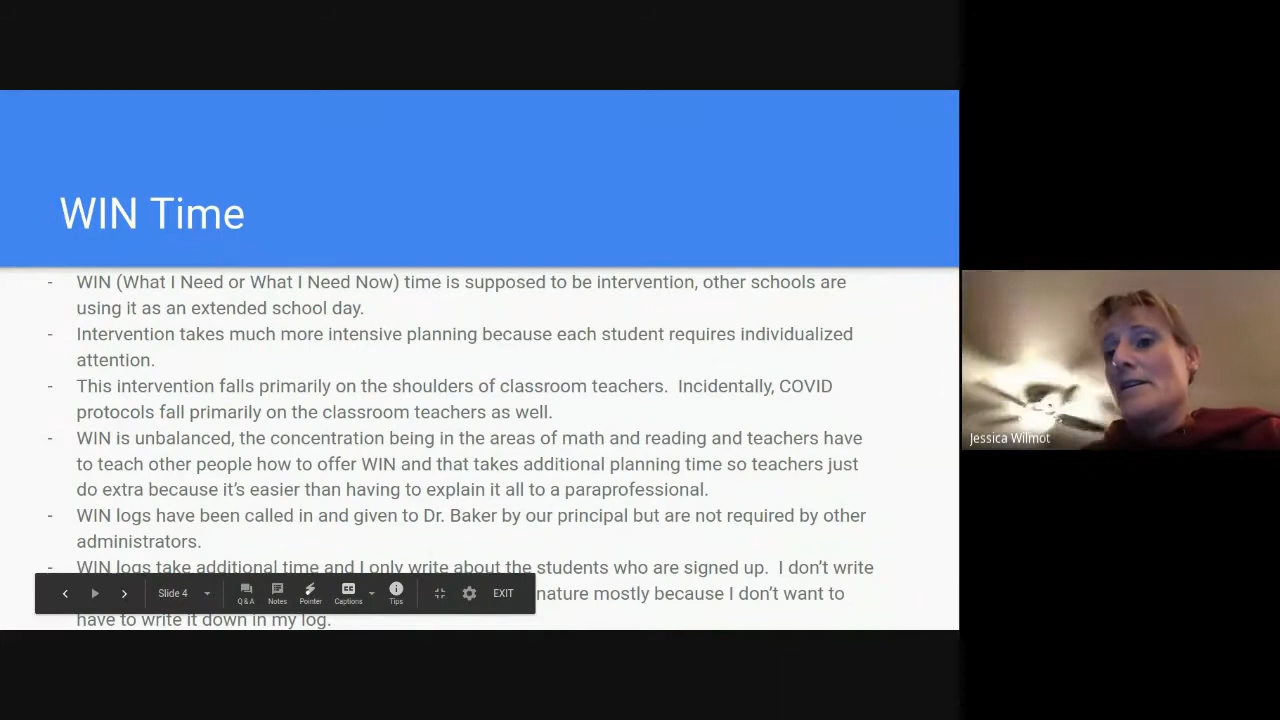 WIN Time
- WIN (What I Need or What I Need Now) time is supposed to be intervention, other schools are
using it as an extended school day.
- Intervention takes much more intensive planning because each student requires individualized
attention.
- This intervention falls primarily on the shoulders of classroom teachers.  Incidentally, COVID
protocols fall primarily on the classroom teachers as well.
- WIN is unbalanced, the concentration being in the areas of math and reading and teachers have
to teach other people how to offer WIN and that takes additional planning time so teachers just
do extra because it’s easier than having to explain it all to a paraprofessional.
- WIN logs have been called in and given to Dr. Baker by our principal but are not required by other
administrators.
- WIN logs take additional time and I only write about the students who are signed up.  I don’t write
nature mostly because I don’t want to
have to write it down in my log.
Slide 4
Q&A
Notes
Pointer
Captions
Tips
EXIT
Jessica Wilmot